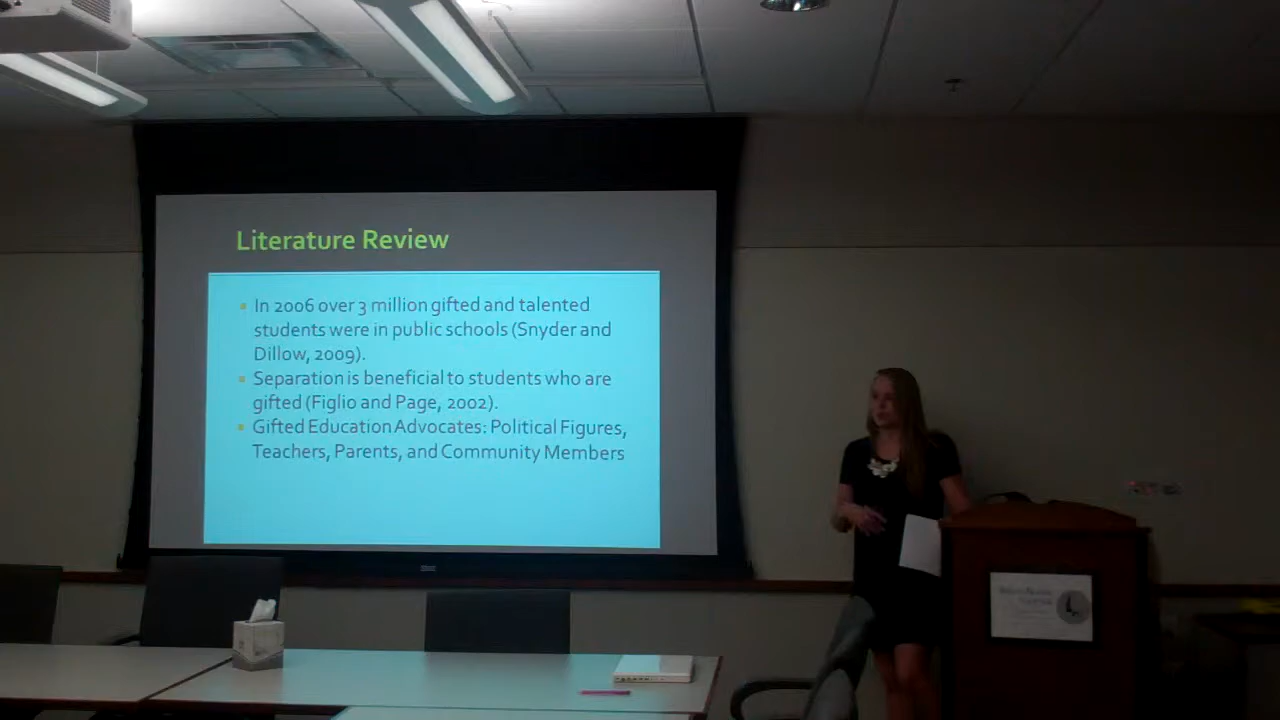 Literature Review
In 2006 over 3 million gifted and talented
students were in public schools (Snyder and
Dillow, 2009).
Separation is beneficial to students who are
gifted (Figlio and Page, 2002).
Gifted Education Advocates: Political Figures,
Teachers, Parents, and Community Members